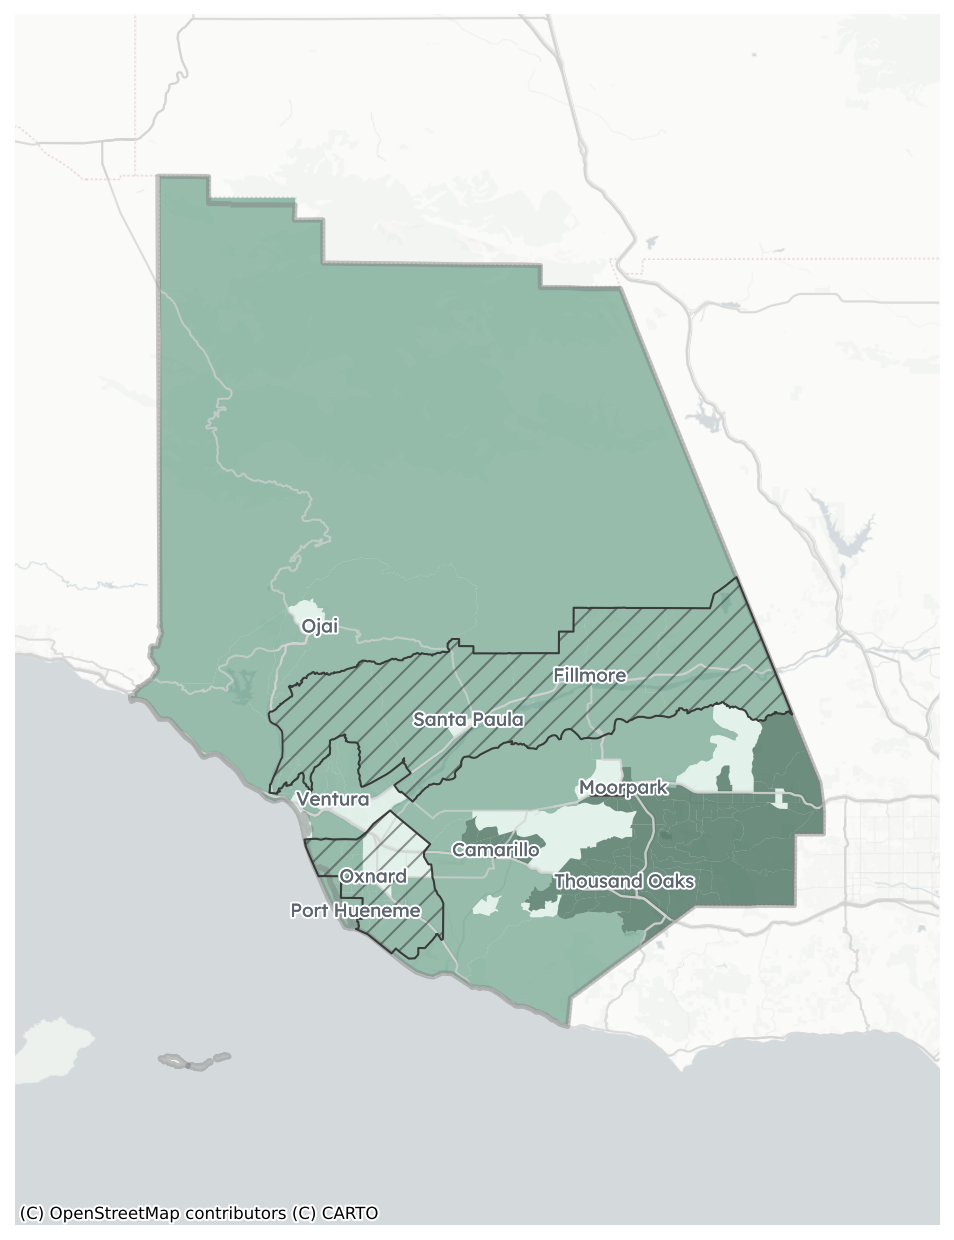 Ojai
Fillmore
Santa Paula
Moorpark
Ventura
Camarillo
Oxnard
Thousand Oaks
Port Hueneme
(C) OpenStreetMap contributors (C) CARTO